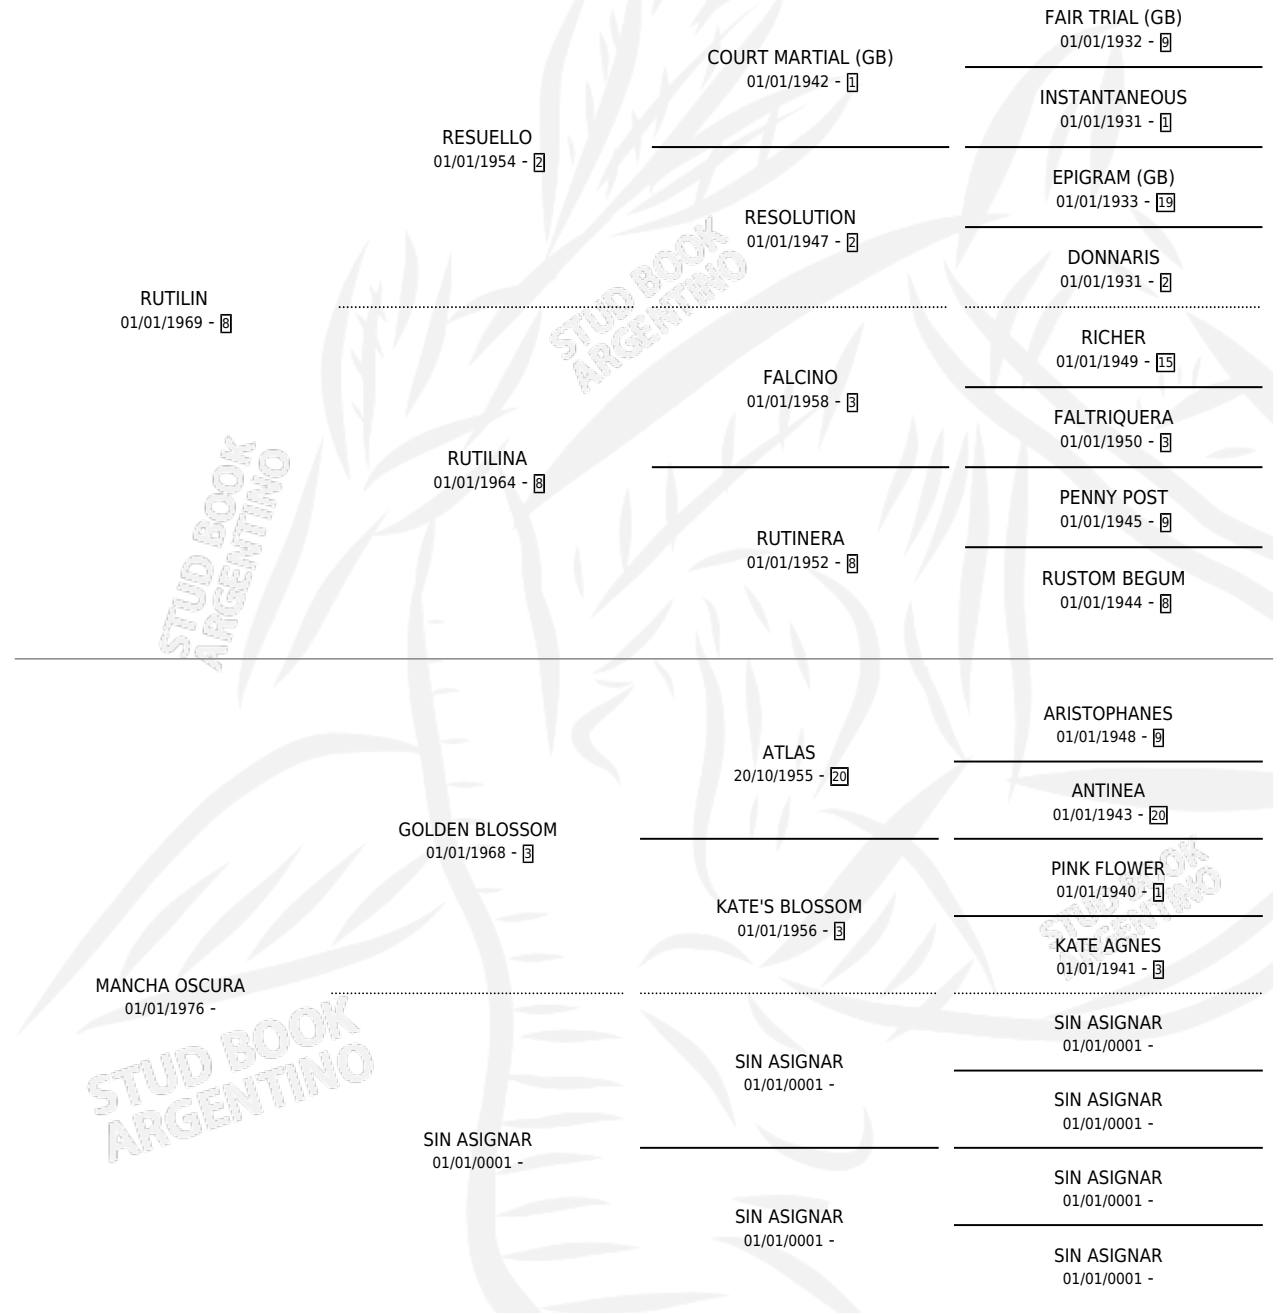 FAIR TRIAL (GB)
01/01/1932 - 9
COURT MARTIAL (GB)
01/01/1942 - 1
INSTANTANEOUS
01/01/1931 - 1
RESUELLO
01/01/1954 - 2
EPIGRAM (GB)
01/01/1933 - 19
RESOLUTION
01/01/1947 - 2
DONNARIS
01/01/1931 - 2
RUTILIN
01/01/1969 - 8
RICHER
01/01/1949 - 15
FALCINO
01/01/1958 - 3
FALTRIQUERA
01/01/1950 - 3
RUTILINA
01/01/1964 - 8
PENNY POST
01/01/1945 - 9
RUTINERA
01/01/1952 - 8
RUSTOM BEGUM
01/01/1944 - 8
STUD BOOK
ARGENTINO
STUD BOOK
ARGENTINO
ARISTOPHANES
01/01/1948 - 9
ATLAS
20/10/1955 - 20
ANTINEA
01/01/1943 - 20
GOLDEN BLOSSOM
01/01/1968 - 3
PINK FLOWER
01/01/1940 - 1
KATE'S BLOSSOM
01/01/1956 - 3
KATE AGNES
01/01/1941 - 3
MANCHA OSCURA
01/01/1976 -
SIN ASIGNAR
01/01/0001 -
SIN ASIGNAR
01/01/0001 -
SIN ASIGNAR
01/01/0001 -
SIN ASIGNAR
01/01/0001 -
SIN ASIGNAR
01/01/0001 -
SIN ASIGNAR
01/01/0001 -
SIN ASIGNAR
01/01/0001 -
STUD BOOK
ARGENTINO
STUD BOOK
ARGENTINO